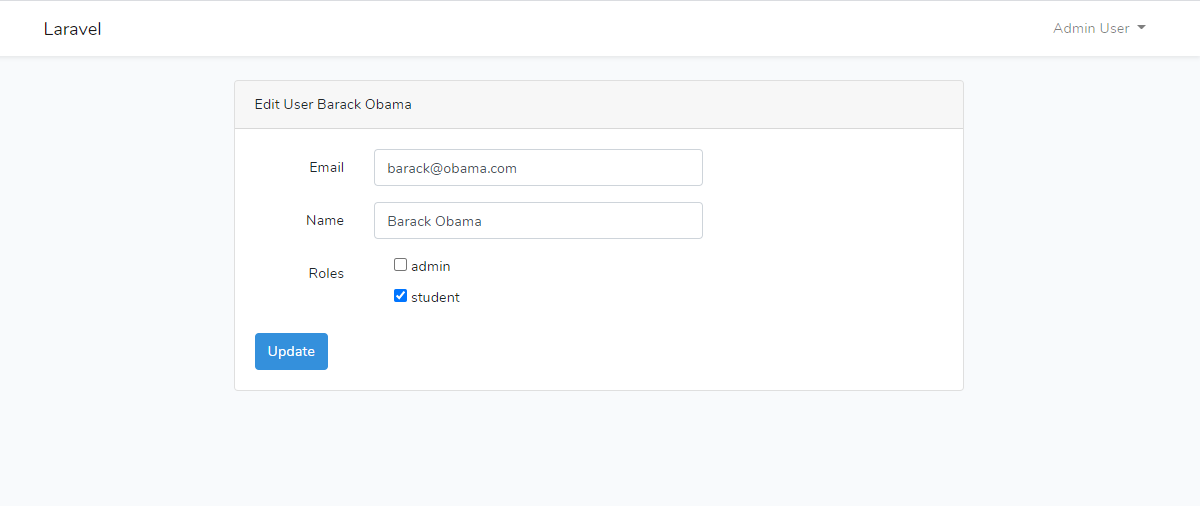 Laravel
Admin User
Edit User Barack Obama
Email
barack@obama.com
Name
Barack Obama
Roles
admin
student
Update